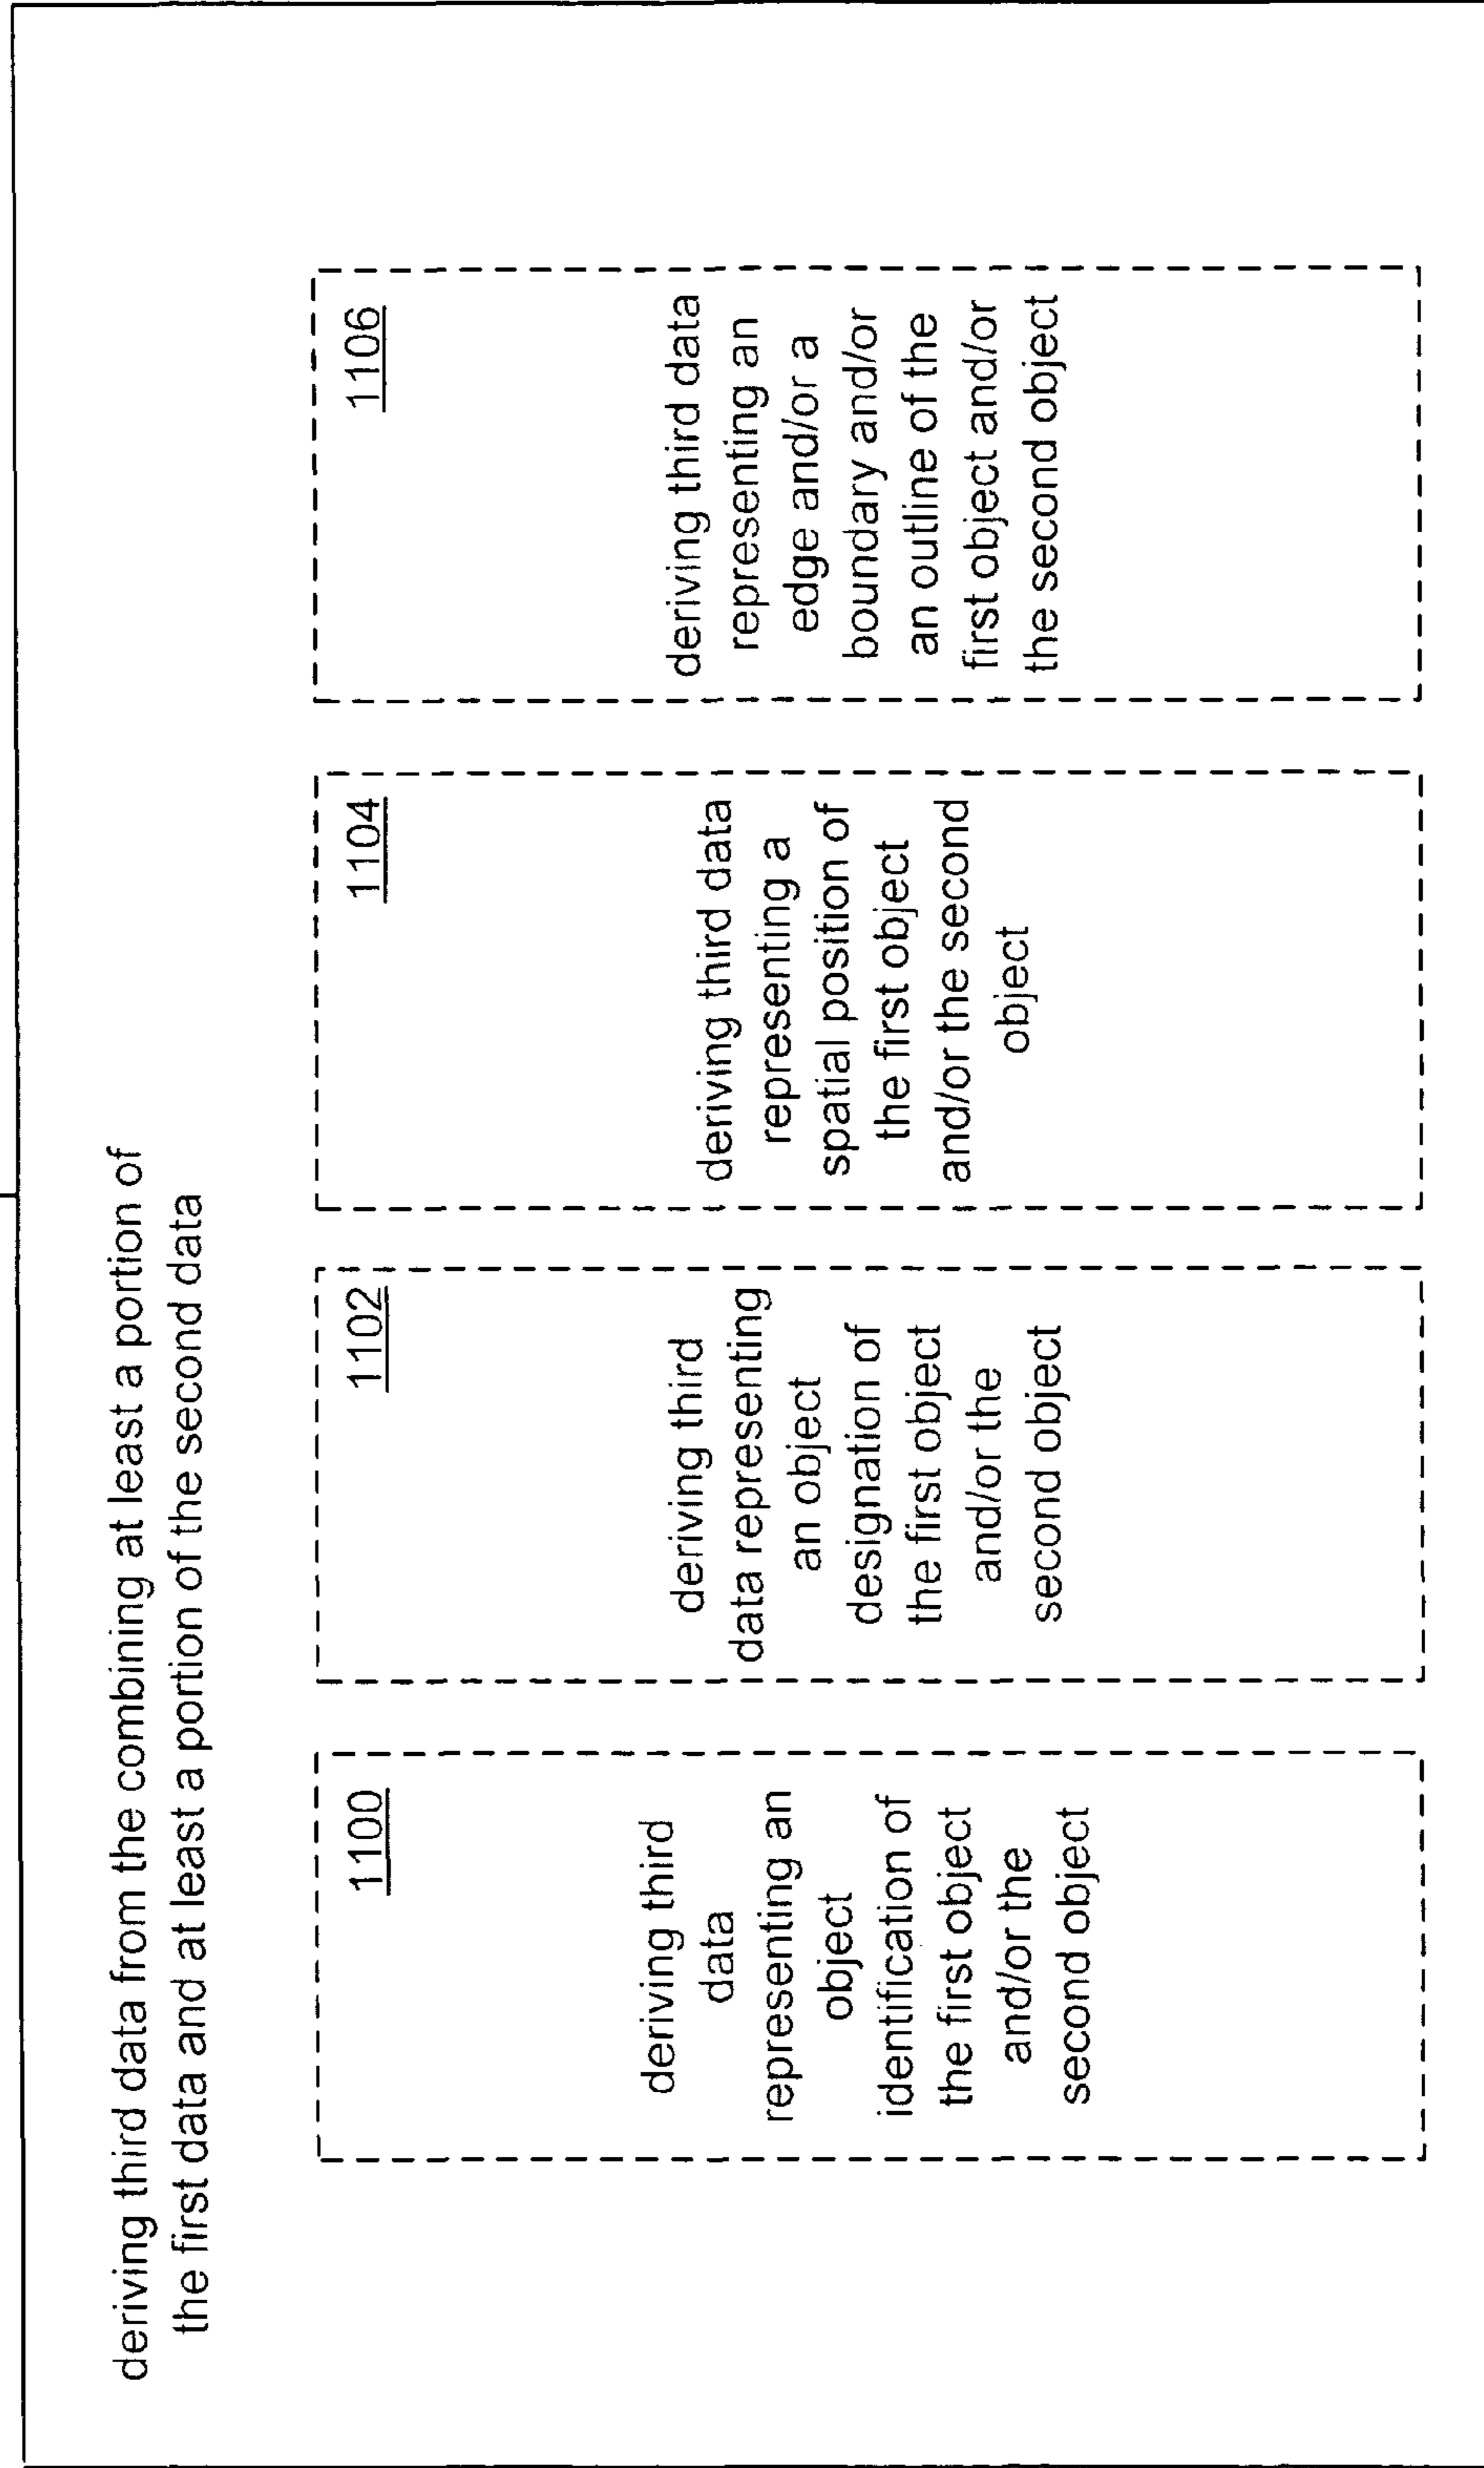 deriving third data from the combining at least a portion of
the first data and at least a portion of the second data
1100
deriving third
data
representing an
object
identification of
the first object
and/or the
second object
1102
deriving third
data representing
an object
designation of
the first object
and/or the
second object
1104
deriving third data
representing a
spatial position of
the first object
and/or the second
object
1106
deriving third data
representing an
edge and/or a
boundary and/or
an outline of the
first object and/or
the second object